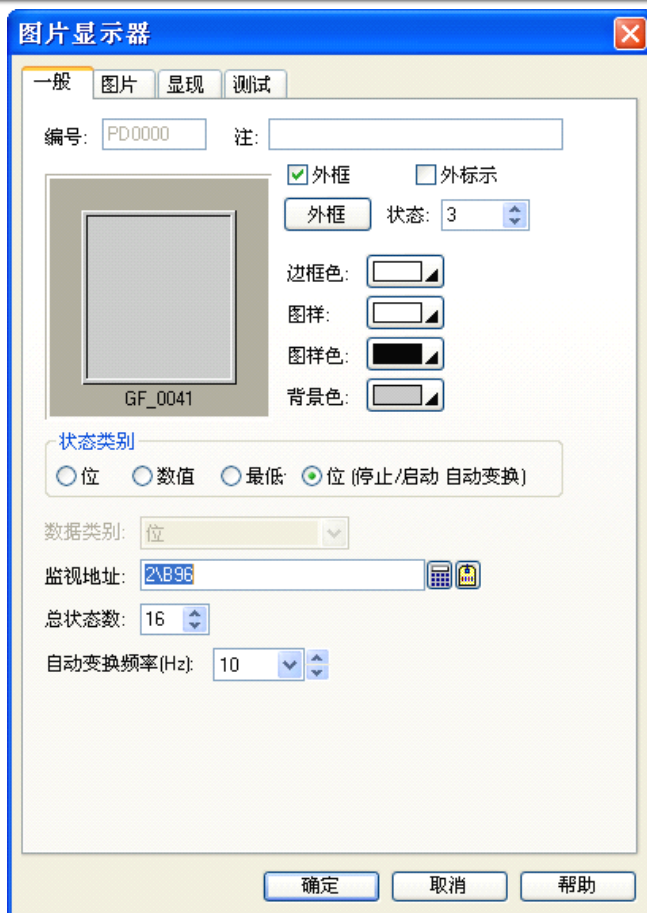 图片显示器
一般 图片 显现 测试
编号: PD0000 注:
外框 外标示
外框 状态: 3
边框色:
图样:
图样色:
背景色:
GF_0041
状态类别
位 数值 最低 位 (停止/启动 自动变换)
数据类别: 位
监视地址: 2\B96
总状态数: 16
自动变换频率(Hz): 10
确定 取消 帮助